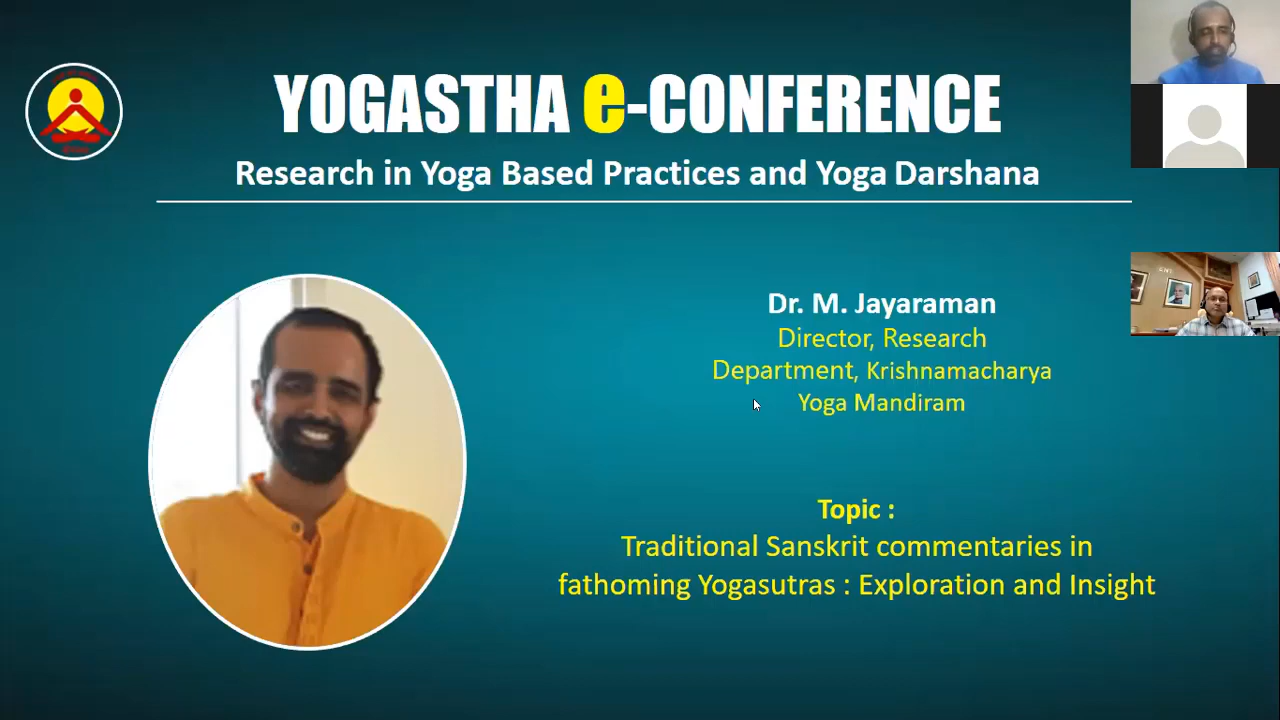 YOGASTHA e-CONFERENCE
Research in Yoga Based Practices and Yoga Darshana
Dr. M. Jayaraman
Director, Research
Department, Krishnamacharya
Yoga Mandiram
Topic :
Traditional Sanskrit commentaries in
fathoming Yogasutras : Exploration and Insight